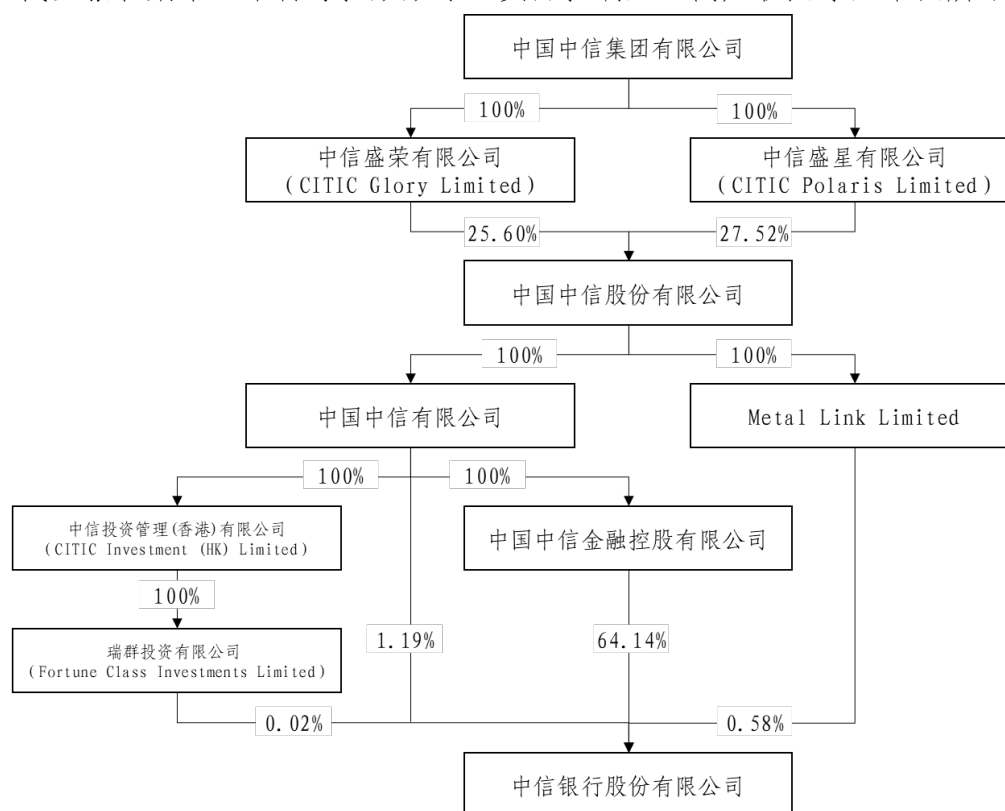 中国中信集团有限公司
100%
100%
中信盛荣有限公司
(CITIC Glory Limited)
中信盛星有限公司
(CITIC Polaris Limited)
25.60%
27.52%
中国中信股份有限公司
100%
100%
中国中信有限公司
Metal Link Limited
100%
100%
中信投资管理(香港)有限公司
(CITIC Investment (HK) Limited)
中国中信金融控股有限公司
100%
1.19%
64.14%
瑞群投资有限公司
(Fortune Class Investments Limited)
0.02%
0.58%
中信银行股份有限公司